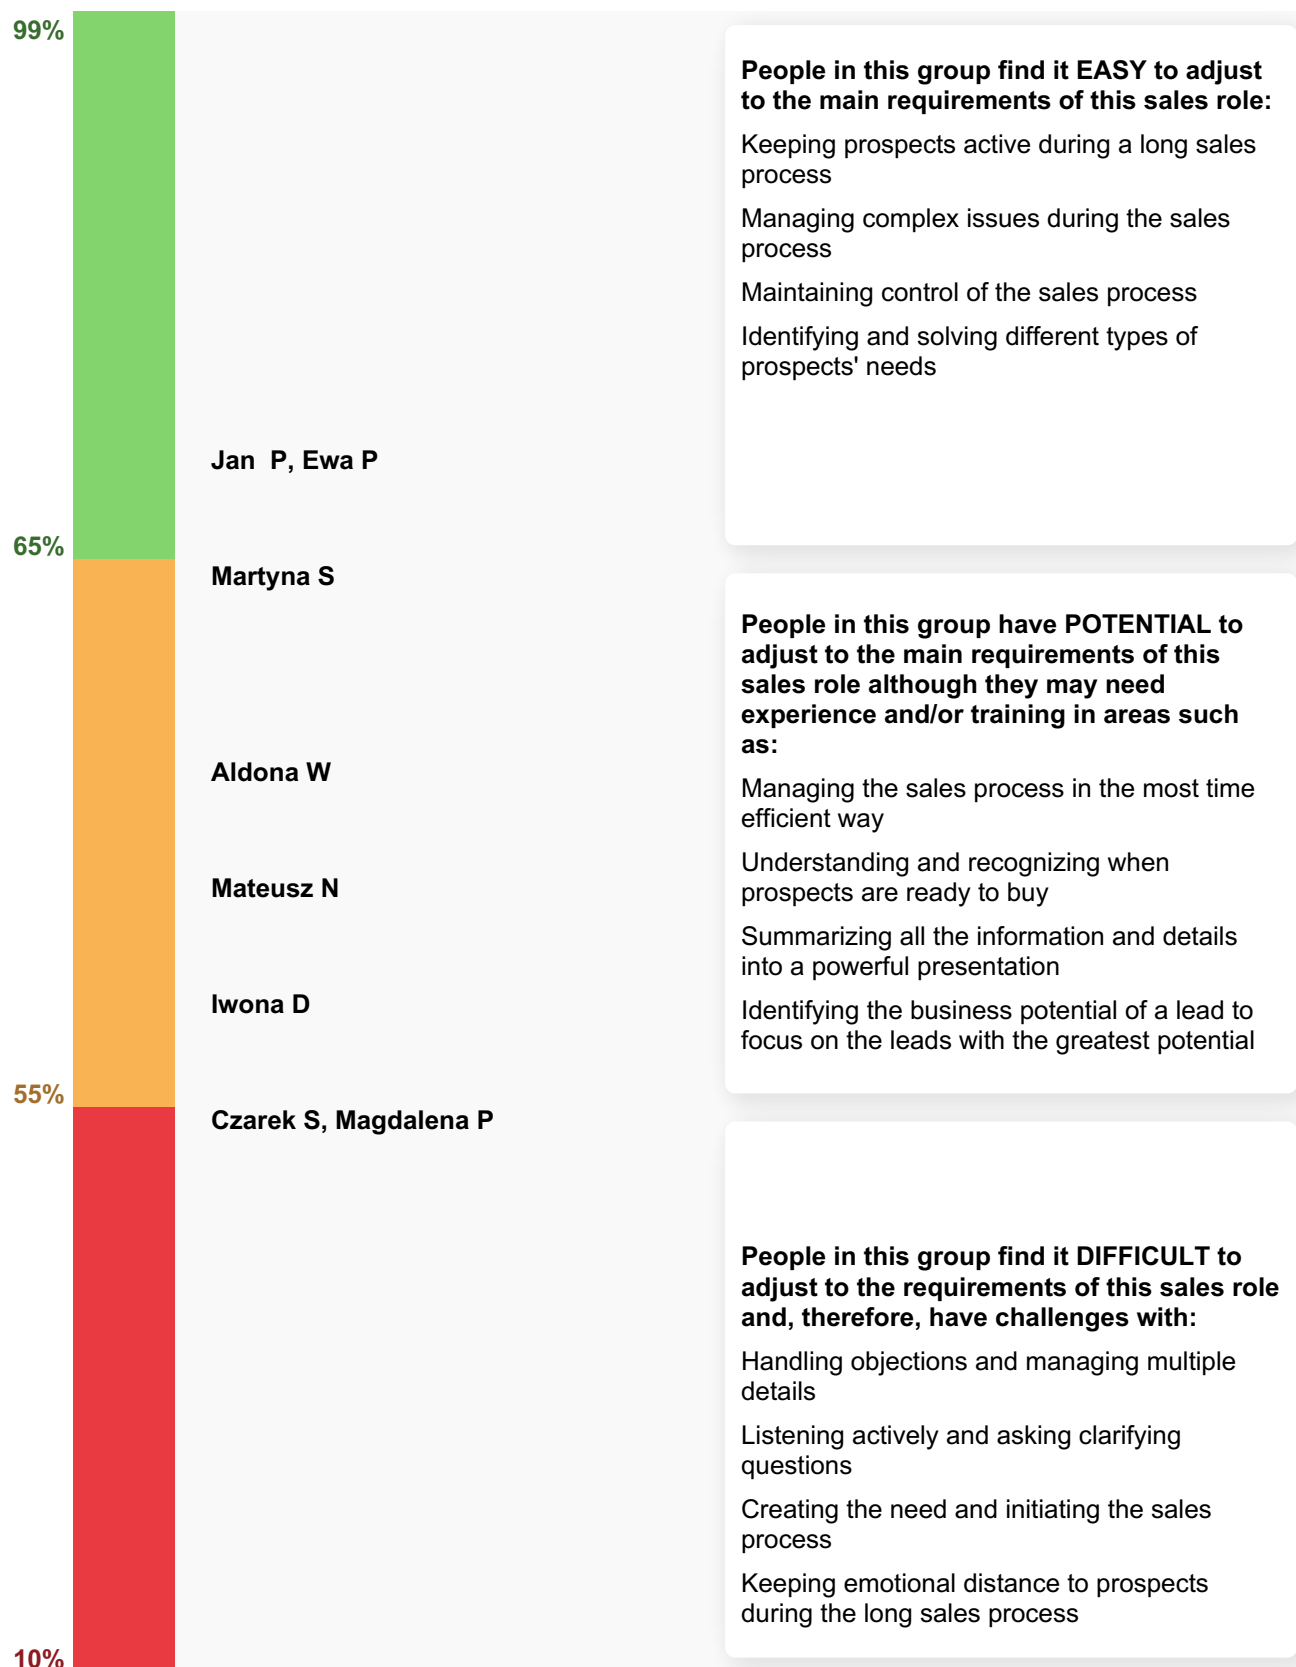 99%
People in this group find it EASY to adjust
to the main requirements of this sales role:
Keeping prospects active during a long sales
process
Managing complex issues during the sales
process
Maintaining control of the sales process
Identifying and solving different types of
prospects' needs
Jan  P, Ewa P
65%
Martyna S
People in this group have POTENTIAL to
adjust to the main requirements of this
sales role although they may need
experience and/or training in areas such
as:
Aldona W
Managing the sales process in the most time
efficient way
Understanding and recognizing when
prospects are ready to buy
Mateusz N
Summarizing all the information and details
into a powerful presentation
Iwona D
Identifying the business potential of a lead to
focus on the leads with the greatest potential
55%
Czarek S, Magdalena P
People in this group find it DIFFICULT to
adjust to the requirements of this sales role
and, therefore, have challenges with:
Handling objections and managing multiple
details
Listening actively and asking clarifying
questions
Creating the need and initiating the sales
process
Keeping emotional distance to prospects
during the long sales process
10%